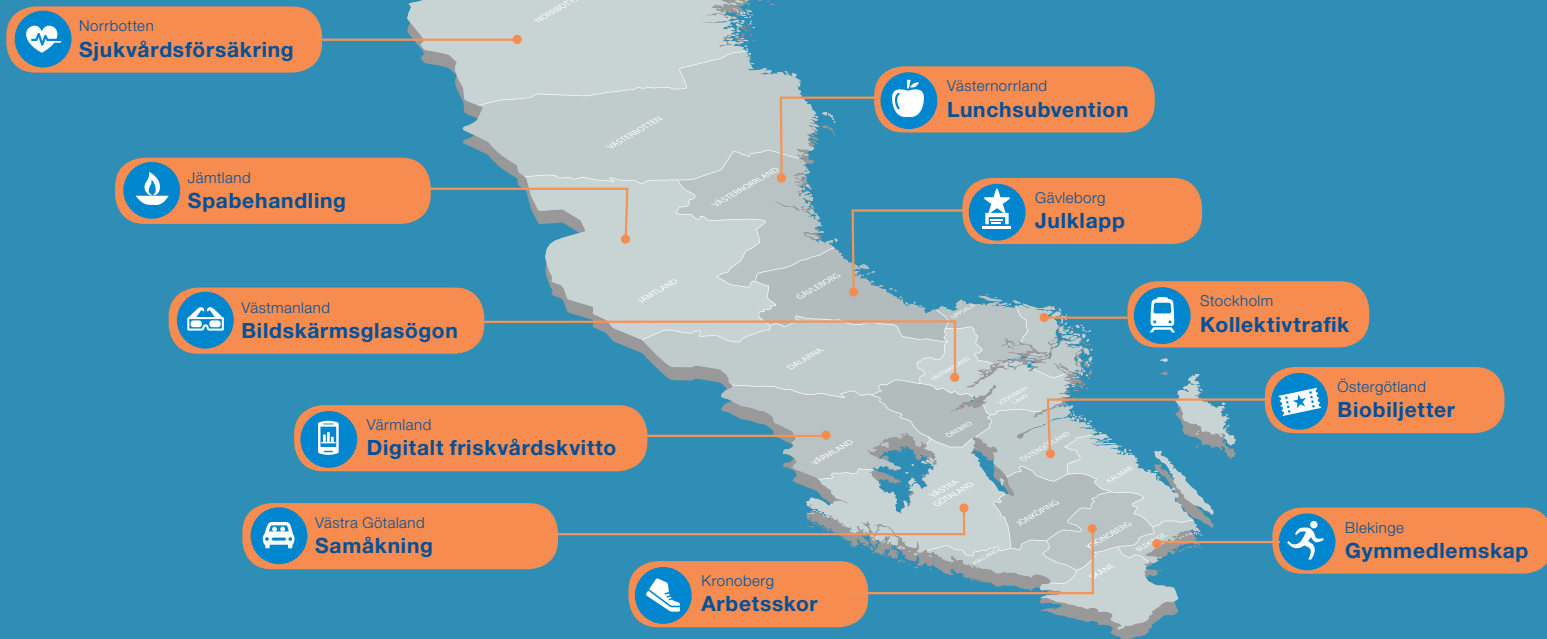 Norrbotten
Sjukvårdsförsäkring
Västernorrland
Lunchsubvention
Jämtland
Spabehandling
Gävleborg
Julklapp
Västmanland
Bildskärmsglasögon
Stockholm
Kollektivtrafik
Östergötland
Biobiljetter
Värmland
Digitalt friskvårdskvitto
Västra Götaland
Samåkning
Blekinge
Gymmedlemskap
Kronoberg
Arbetsskor
VÄSTERBOTTEN
VÄSTERNORRLAND
JÄMTLAND
GÄVLEBORG
DALARNA
VÄRMLAND
ÖREBRO
ÖSTERGÖTLAND
VÄSTRA
GÖTALAND
KALMAR
JÖNKÖPING
KRONOBERG
SKÅNE